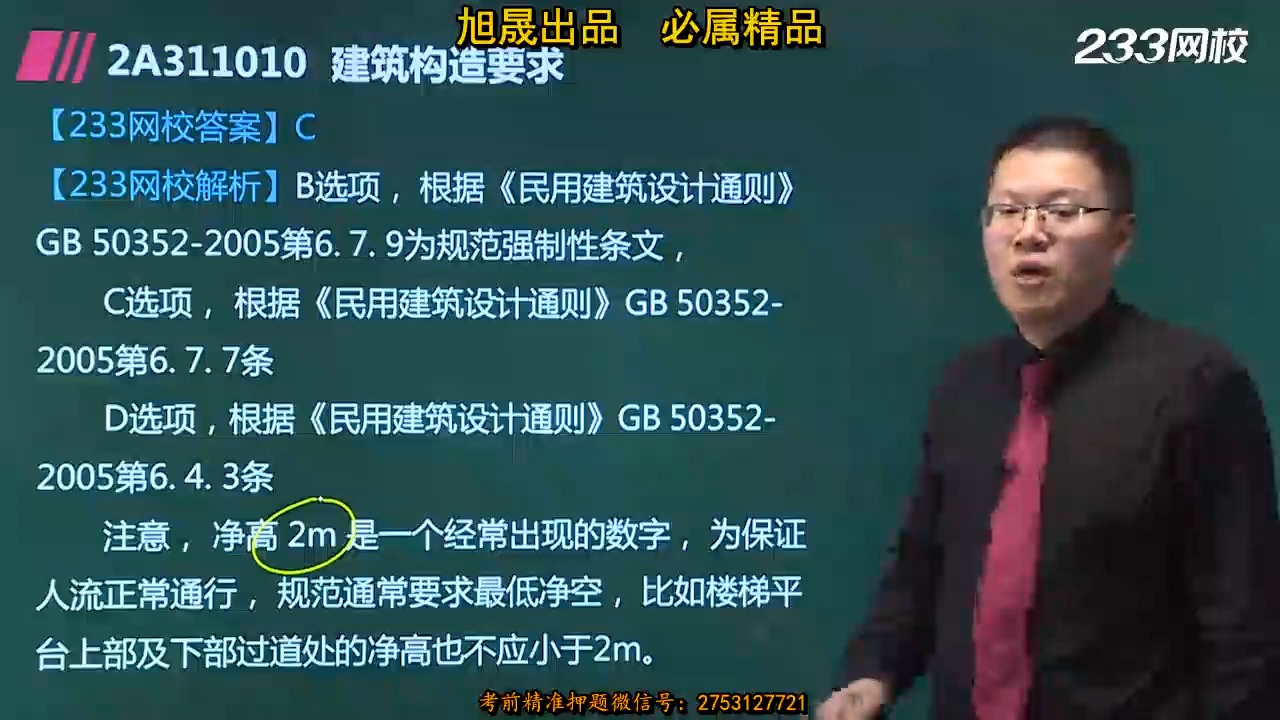 旭晟出品 必属精品
233网校
2A311010 建筑构造要求
【233网校答案】C
【233网校解析】B选项，根据《民用建筑设计通则》
GB 50352-2005第6. 7. 9为规范强制性条文，
C选项，根据《民用建筑设计通则》GB 50352-
2005第6. 7. 7条
D选项，根据《民用建筑设计通则》GB 50352-
2005第6. 4. 3条
注意，净高 2m 是一个经常出现的数字，为保证
人流正常通行，规范通常要求最低净空，比如楼梯平
台上部及下部过道处的净高也不应小于2m。
考前精准押题微信号：2753127721